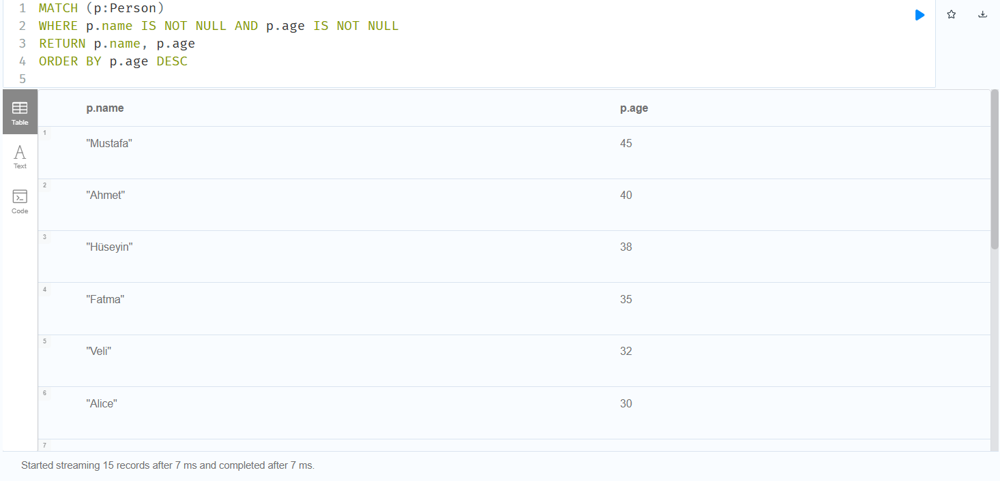 1 MATCH (p:Person)
2 WHERE p.name IS NOT NULL AND p.age IS NOT NULL
3 RETURN p.name, p.age
4 ORDER BY p.age DESC
5
Table
Text
Code
p.name p.age
1 "Mustafa" 45
2 "Ahmet" 40
3 "Hüseyin" 38
4 "Fatma" 35
5 "Veli" 32
6 "Alice" 30
7
Started streaming 15 records after 7 ms and completed after 7 ms.